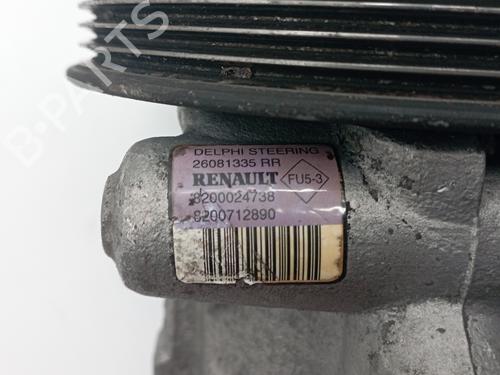 B-PARTS
DELPHI STEERING
26081335 RR
RENAULT FU5-3
8200024738
8200712890